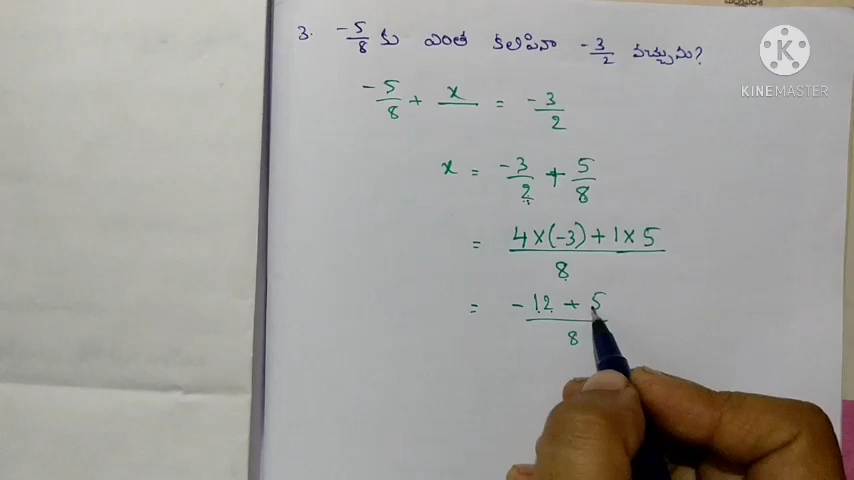 3. -5/8 కు ఎంత కలిపినా -3/2 వచ్చును?
-5/8 + x = -3/2
x = -3/2 + 5/8
= 4×(-3)+1×5/8
= -12+5/8
KINEMASTER